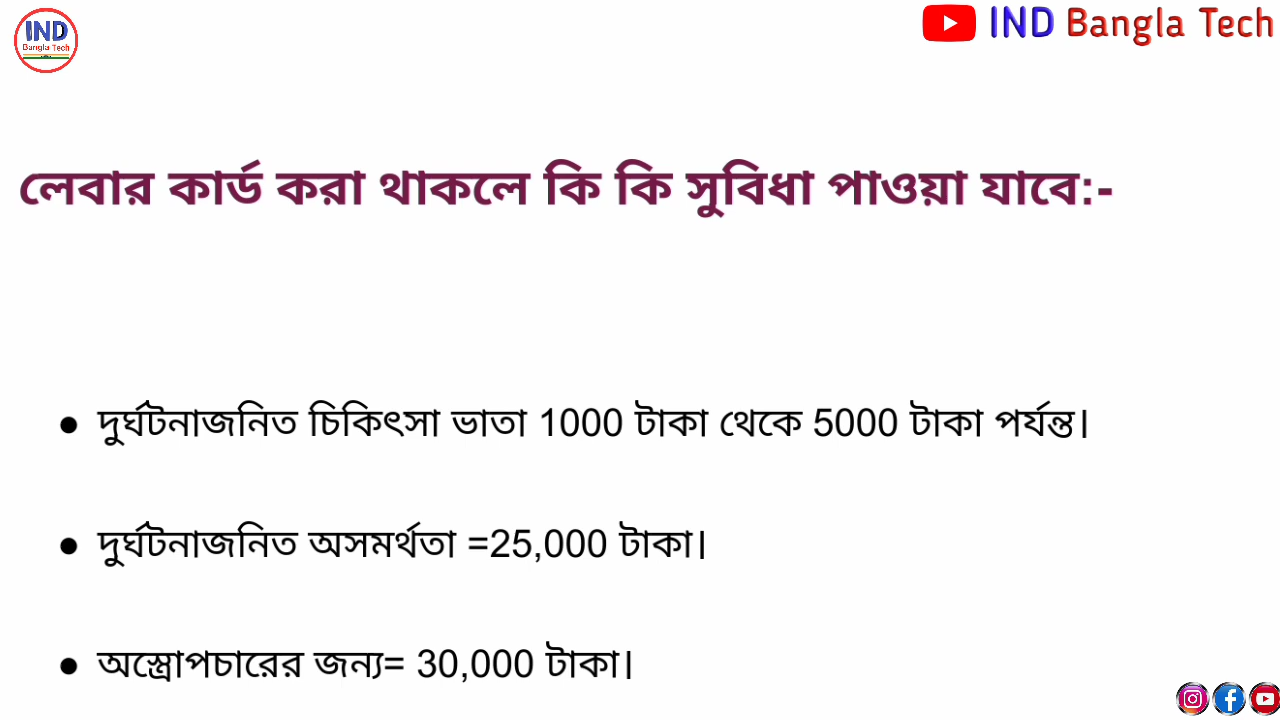 IND
Bangla Tech
IND Bangla Tech
লেবার কার্ড করা থাকলে কি কি সুবিধা পাওয়া যাবে:-
• দুর্ঘটনাজনিত চিকিৎসা ভাতা 1000 টাকা থেকে 5000 টাকা পর্যন্ত।
• দুর্ঘটনাজনিত অসমর্থতা =25,000 টাকা।
• অস্ত্রোপচারের জন্য= 30,000 টাকা।